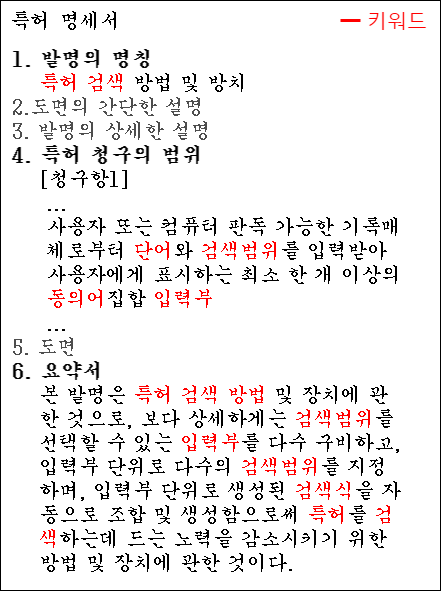 특허 명세서
키워드
1. 발명의 명칭
특허 검색 방법 및 방치
2.도면의 간단한 설명
3. 발명의 상세한 설명
4. 특허 청구의 범위
[청구항1]
...
사용자 또는 컴퓨터 판독 가능한 기록매
체로부터 단어와 검색범위를 입력받아
사용자에게 표시하는 최소 한 개 이상의
동의어집합 입력부
...
5. 도면
6. 요약서
본 발명은 특허 검색 방법 및 장치에 관
한 것으로, 보다 상세하게는 검색범위를
선택할 수 있는 입력부를 다수 구비하고,
입력부 단위로 다수의 검색범위를 지정
하며, 입력부 단위로 생성된 검색식을 자
동으로 조합 및 생성함으로써 특허를 검
색하는데 드는 노력을 감소시키기 위한
방법 및 장치에 관한 것이다.